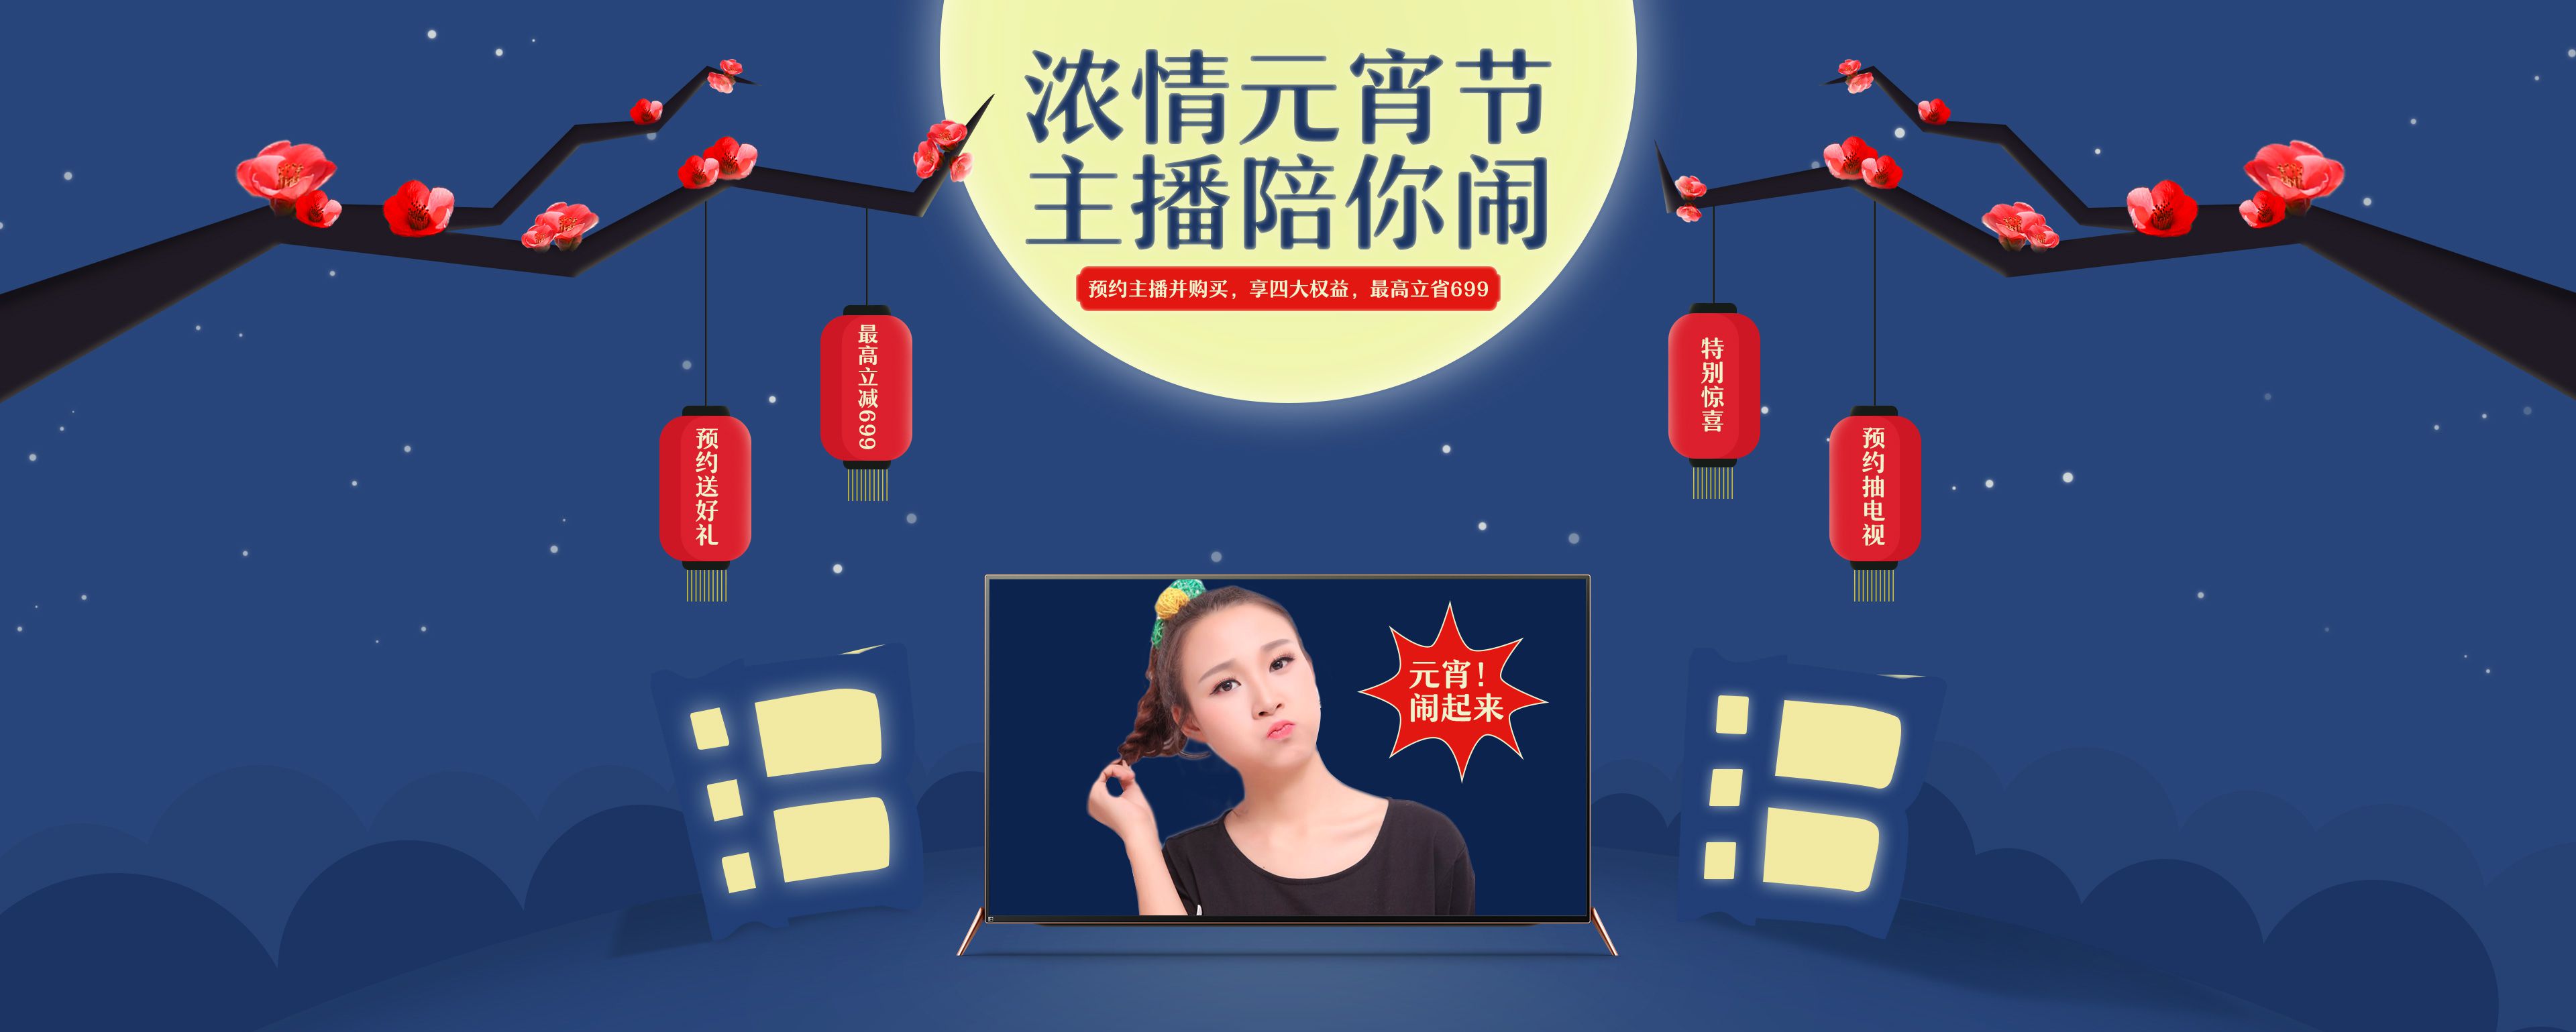 浓情元宵节
主播陪你闹
预约主播并购买，享四大权益，最高立省699
预约送好礼
最高立减699
特别惊喜
预约抽电视
元宵！
闹起来